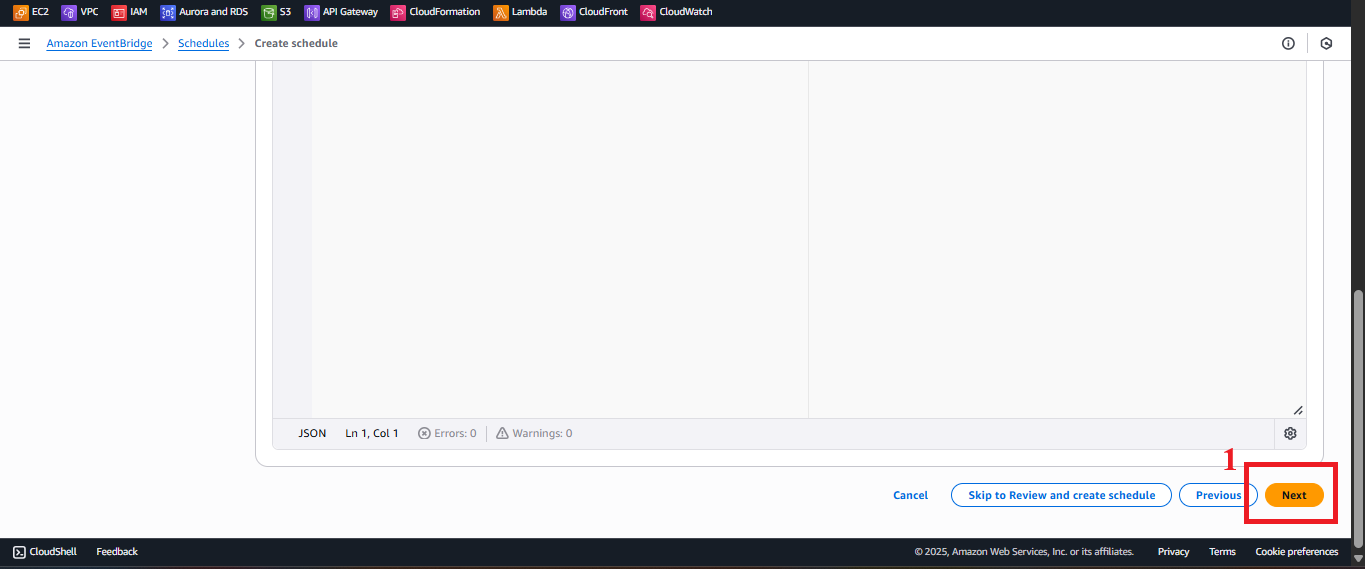 EC2 VPC IAM Aurora and RDS S3 API Gateway CloudFormation Lambda CloudFront CloudWatch
Amazon EventBridge > Schedules > Create schedule
JSON Ln 1, Col 1 Errors: 0 Warnings: 0
1
Cancel Skip to Review and create schedule Previous Next
CloudShell Feedback © 2025, Amazon Web Services, Inc. or its affiliates. Privacy Terms Cookie preferences